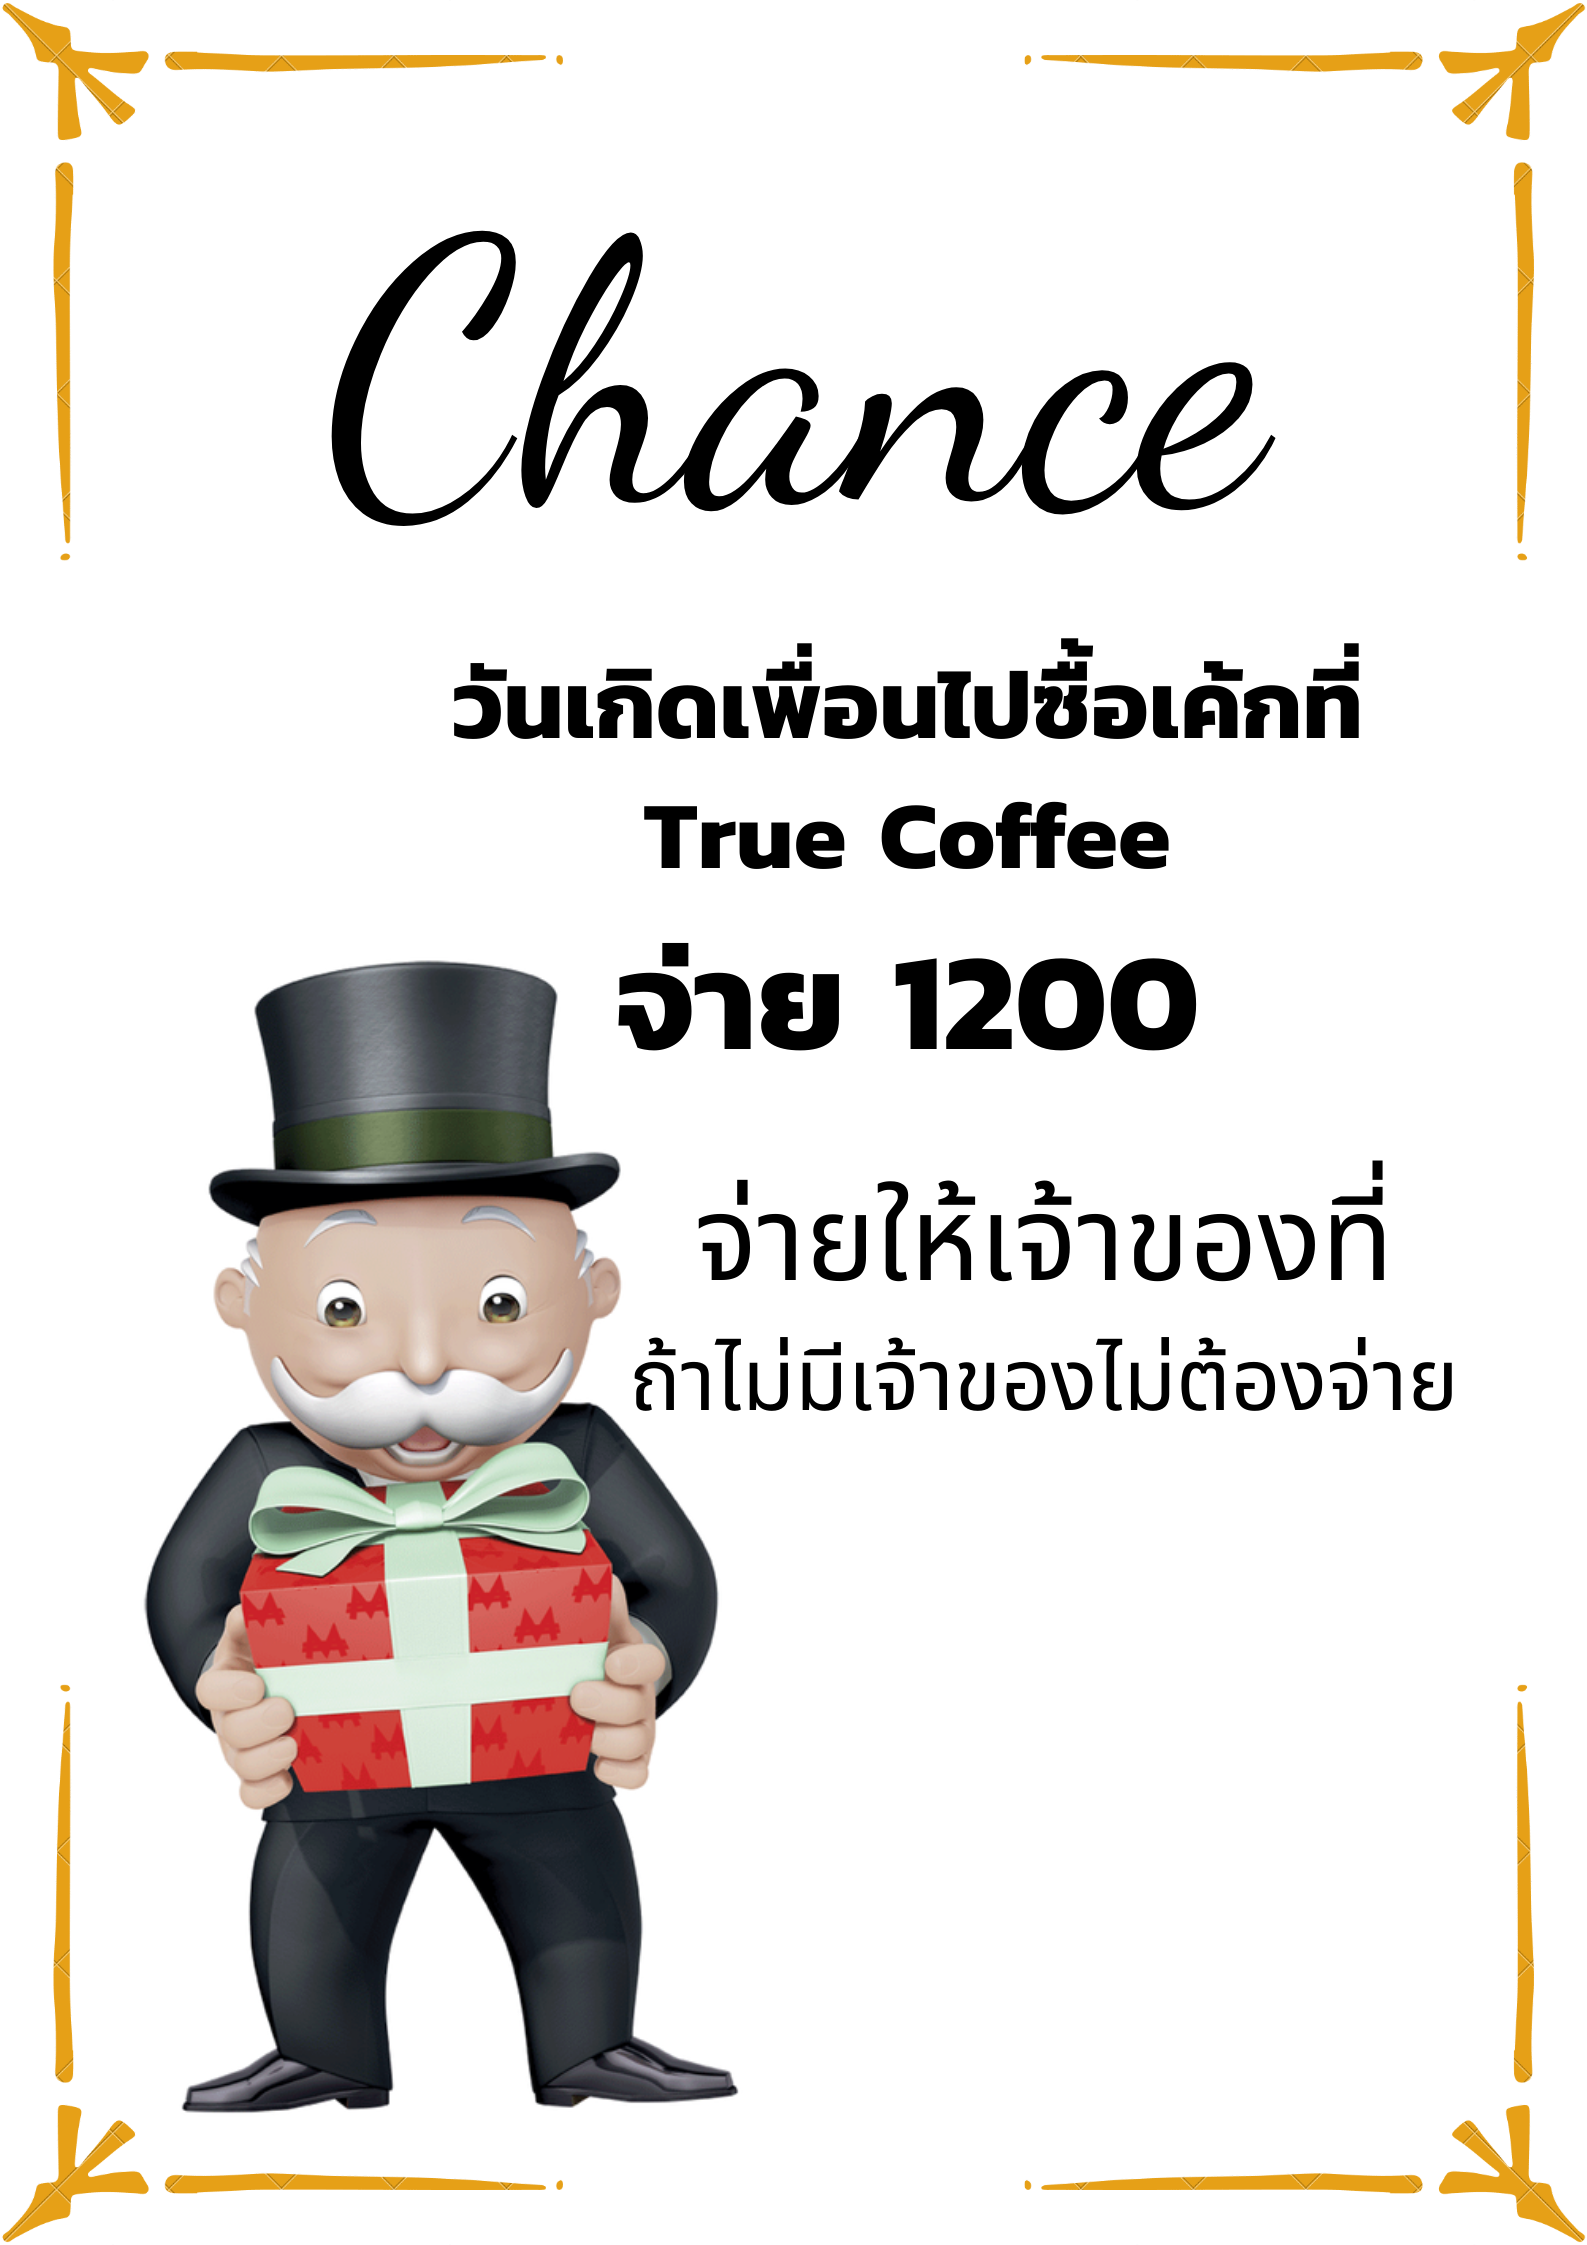 Chance
วันเกิดเพื่อนไปซื้อเค้กที่
True Coffee
จ่าย 1200
จ่ายให้เจ้าของที่
ถ้าไม่มีเจ้าของไม่ต้องจ่าย